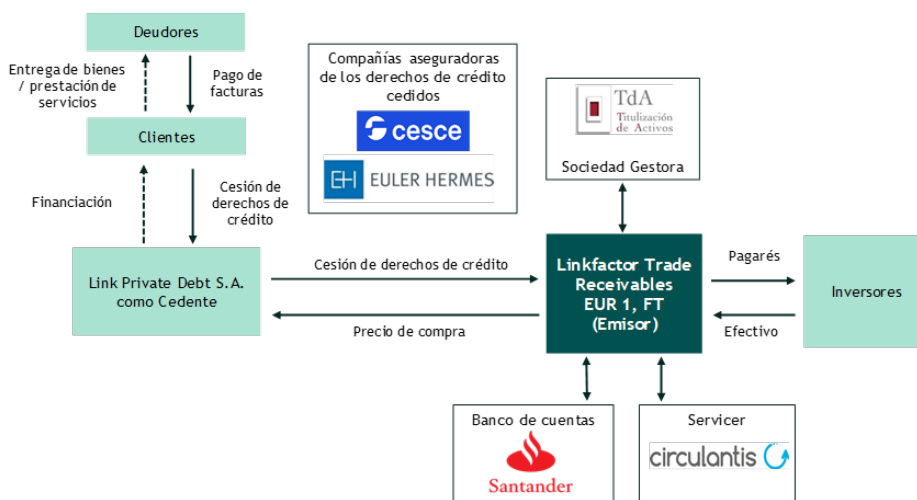 Deudores
Entrega de bienes
/ prestación de
servicios
Pago de
facturas
Clientes
Financiación
Cesión de
derechos de
crédito
Link Private Debt S.A.
como Cedente
Compañías aseguradoras
de los derechos de crédito
cedidos
cesce
EH EULER HERMES
TdA
Titulización
de Activos
Sociedad Gestora
Cesión de derechos de crédito
Precio de compra
Linkfactor Trade
Receivables
EUR 1, FT
(Emisor)
Pagarés
Efectivo
Inversores
Banco de cuentas
Santander
Servicer
circulantis